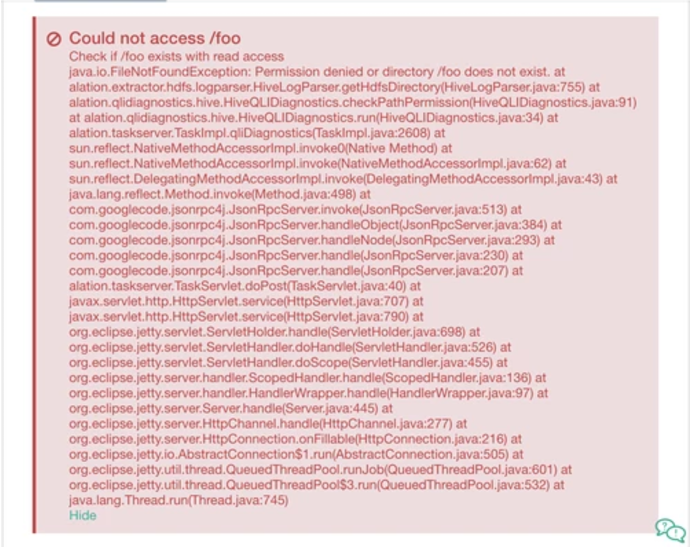 Could not access /foo
Check if /foo exists with read access
java.io.FileNotFoundException: Permission denied or directory /foo does not exist. at
alation.extractor.hdfs.logparser.HiveLogParser.getHdfsDirectory(HiveLogParser.java:755) at
alation.qlidiagnostics.hive.HiveQLIDiagnostics.checkPathPermission(HiveQLIDiagnostics.java:91)
at alation.qlidiagnostics.hive.HiveQLIDiagnostics.run(HiveQLIDiagnostics.java:34) at
alation.taskserver.TaskImpl.qliDiagnostics(TaskImpl.java:2608) at
sun.reflect.NativeMethodAccessorImpl.invoke0(Native Method) at
sun.reflect.NativeMethodAccessorImpl.invoke(NativeMethodAccessorImpl.java:62) at
sun.reflect.DelegatingMethodAccessorImpl.invoke(DelegatingMethodAccessorImpl.java:43) at
java.lang.reflect.Method.invoke(Method.java:498) at
com.googlecode.jsonrpc4j.JsonRpcServer.invoke(JsonRpcServer.java:513) at
com.googlecode.jsonrpc4j.JsonRpcServer.handleObject(JsonRpcServer.java:384) at
com.googlecode.jsonrpc4j.JsonRpcServer.handleNode(JsonRpcServer.java:293) at
com.googlecode.jsonrpc4j.JsonRpcServer.handle(JsonRpcServer.java:230) at
com.googlecode.jsonrpc4j.JsonRpcServer.handle(JsonRpcServer.java:207) at
alation.taskserver.TaskServlet.doPost(TaskServlet.java:40) at
javax.servlet.http.HttpServlet.service(HttpServlet.java:707) at
javax.servlet.http.HttpServlet.service(HttpServlet.java:790) at
org.eclipse.jetty.servlet.ServletHolder.handle(ServletHolder.java:698) at
org.eclipse.jetty.servlet.ServletHandler.doHandle(ServletHandler.java:526) at
org.eclipse.jetty.servlet.ServletHandler.doScope(ServletHandler.java:455) at
org.eclipse.jetty.server.handler.ScopedHandler.handle(ScopedHandler.java:136) at
org.eclipse.jetty.server.handler.HandlerWrapper.handle(HandlerWrapper.java:97) at
org.eclipse.jetty.server.Server.handle(Server.java:445) at
org.eclipse.jetty.server.HttpChannel.handle(HttpChannel.java:277) at
org.eclipse.jetty.server.HttpConnection.onFillable(HttpConnection.java:216) at
org.eclipse.jetty.io.AbstractConnection$1.run(AbstractConnection.java:505) at
org.eclipse.jetty.util.thread.QueuedThreadPool.runJob(QueuedThreadPool.java:601) at
org.eclipse.jetty.util.thread.QueuedThreadPool$3.run(QueuedThreadPool.java:532) at
java.lang.Thread.run(Thread.java:745)
Hide